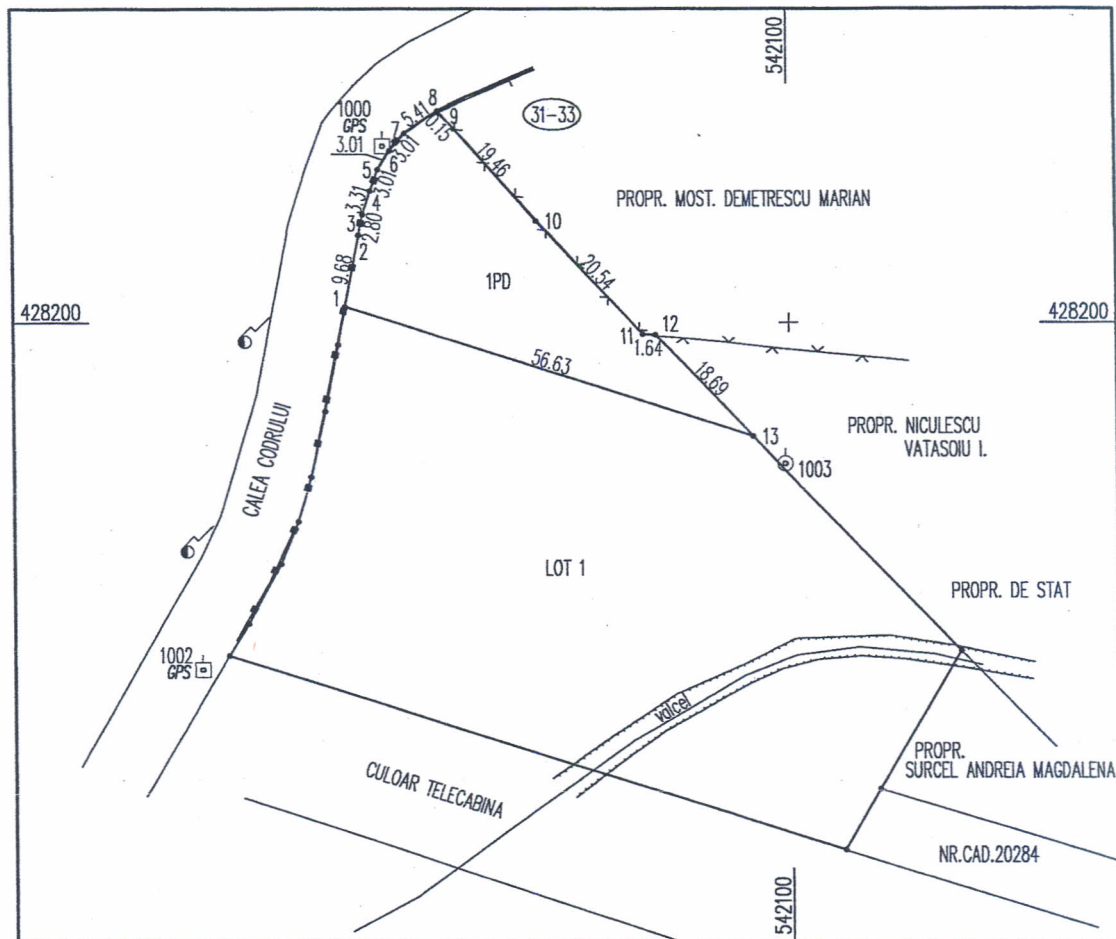 542100
8
1000
GPS
9
31-33
7
5.41
0.15
3.01
3.01
6
5
3.01
19.46
PROPR. MOST. DEMETRESCU MARIAN
3.31
4
3
2.80
10
2
20.54
9.68
1PD
1
428200
428200
11
12
1.64
56.63
18.69
13
PROPR. NICULESCU
VATASOIU I.
1003
CALEA CODRULUI
LOT 1
PROPR. DE STAT
1002
GPS
valcel
PROPR.
SURCEL ANDREIA MAGDALENA
CULOAR TELECABINA
NR.CAD.20284
542100